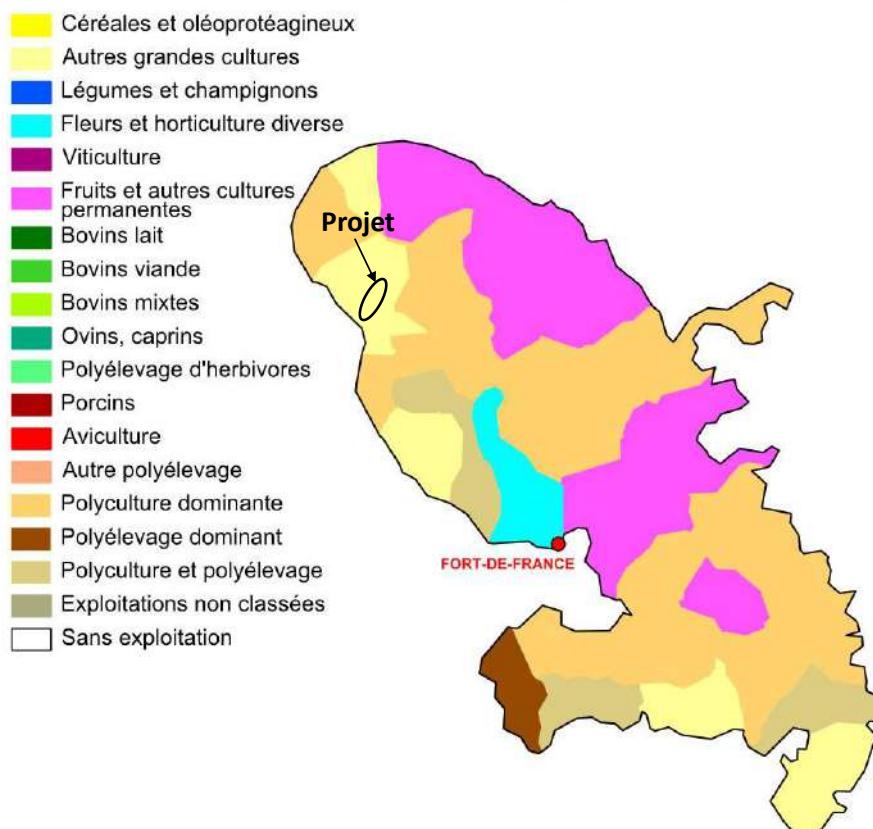 Céréales et oléoprotéagineux
Autres grandes cultures
Légumes et champignons
Fleurs et horticulture diverse
Viticulture
Fruits et autres cultures
permanentes
Bovins lait
Bovins viande
Bovins mixtes
Ovins, caprins
Polyélevage d'herbivores
Porcins
Aviculture
Autre polyélevage
Polyculture dominante
Polyélevage dominant
Polyculture et polyélevage
Exploitations non classées
Sans exploitation
Projet
FORT-DE-FRANCE